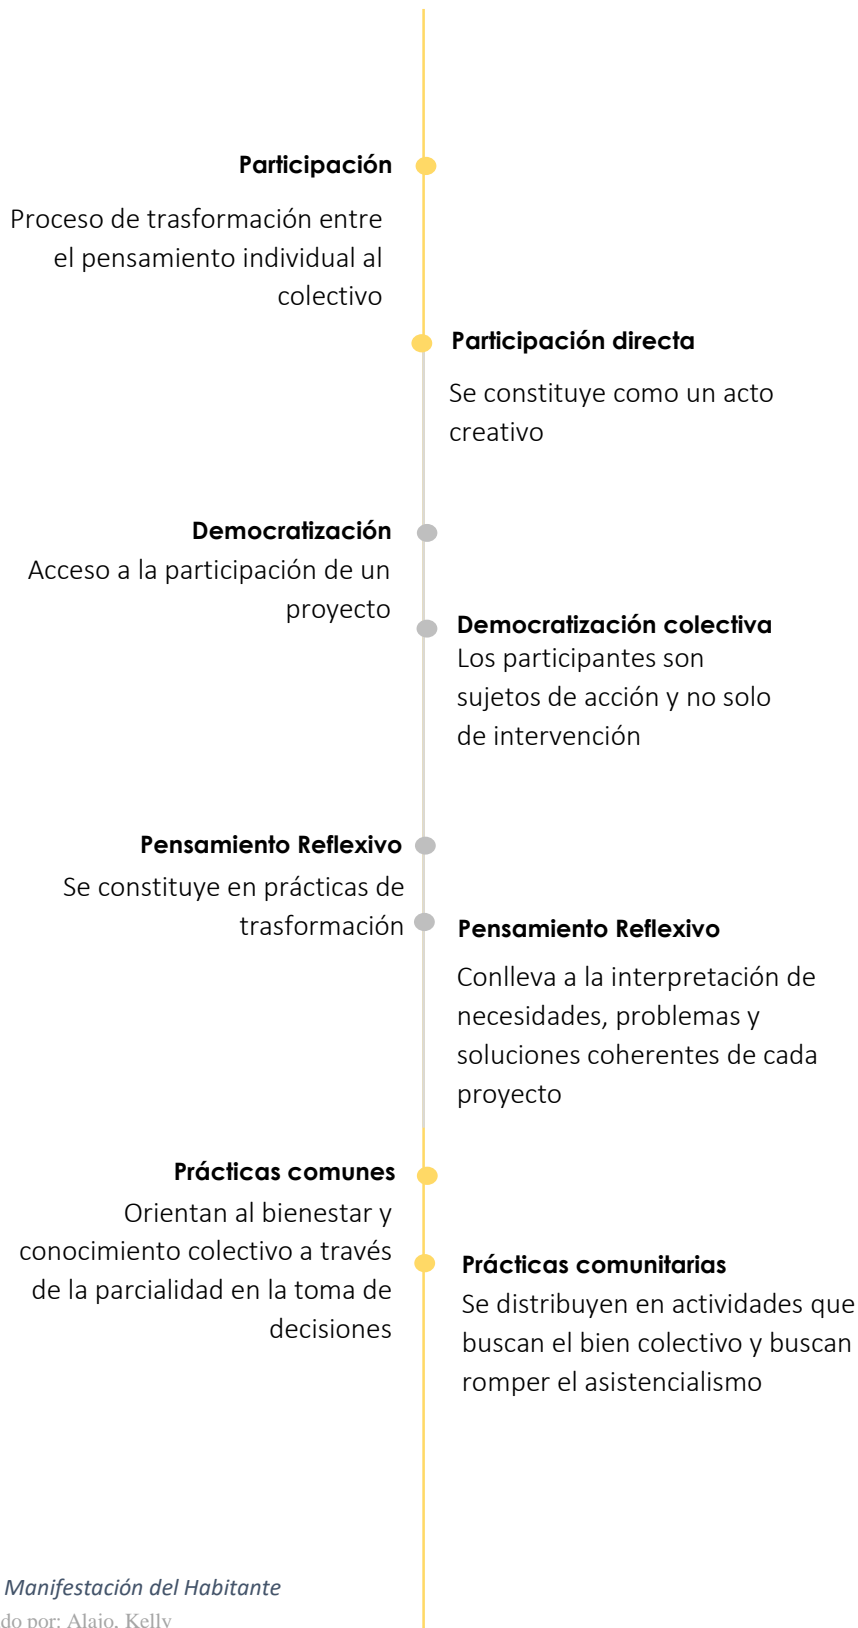 Participación
Proceso de trasformación entre
el pensamiento individual al
colectivo
Participación directa
Se constituye como un acto
creativo
Democratización
Acceso a la participación de un
proyecto
Democratización colectiva
Los participantes son
sujetos de acción y no solo
de intervención
Pensamiento Reflexivo
Se constituye en prácticas de
trasformación
Pensamiento Reflexivo
Conlleva a la interpretación de
necesidades, problemas y
soluciones coherentes de cada
proyecto
Prácticas comunes
Orientan al bienestar y
conocimiento colectivo a través
de la parcialidad en la toma de
decisiones
Prácticas comunitarias
Se distribuyen en actividades que
buscan el bien colectivo y buscan
romper el asistencialismo
Manifestación del Habitante
do por: Alajo, Kelly